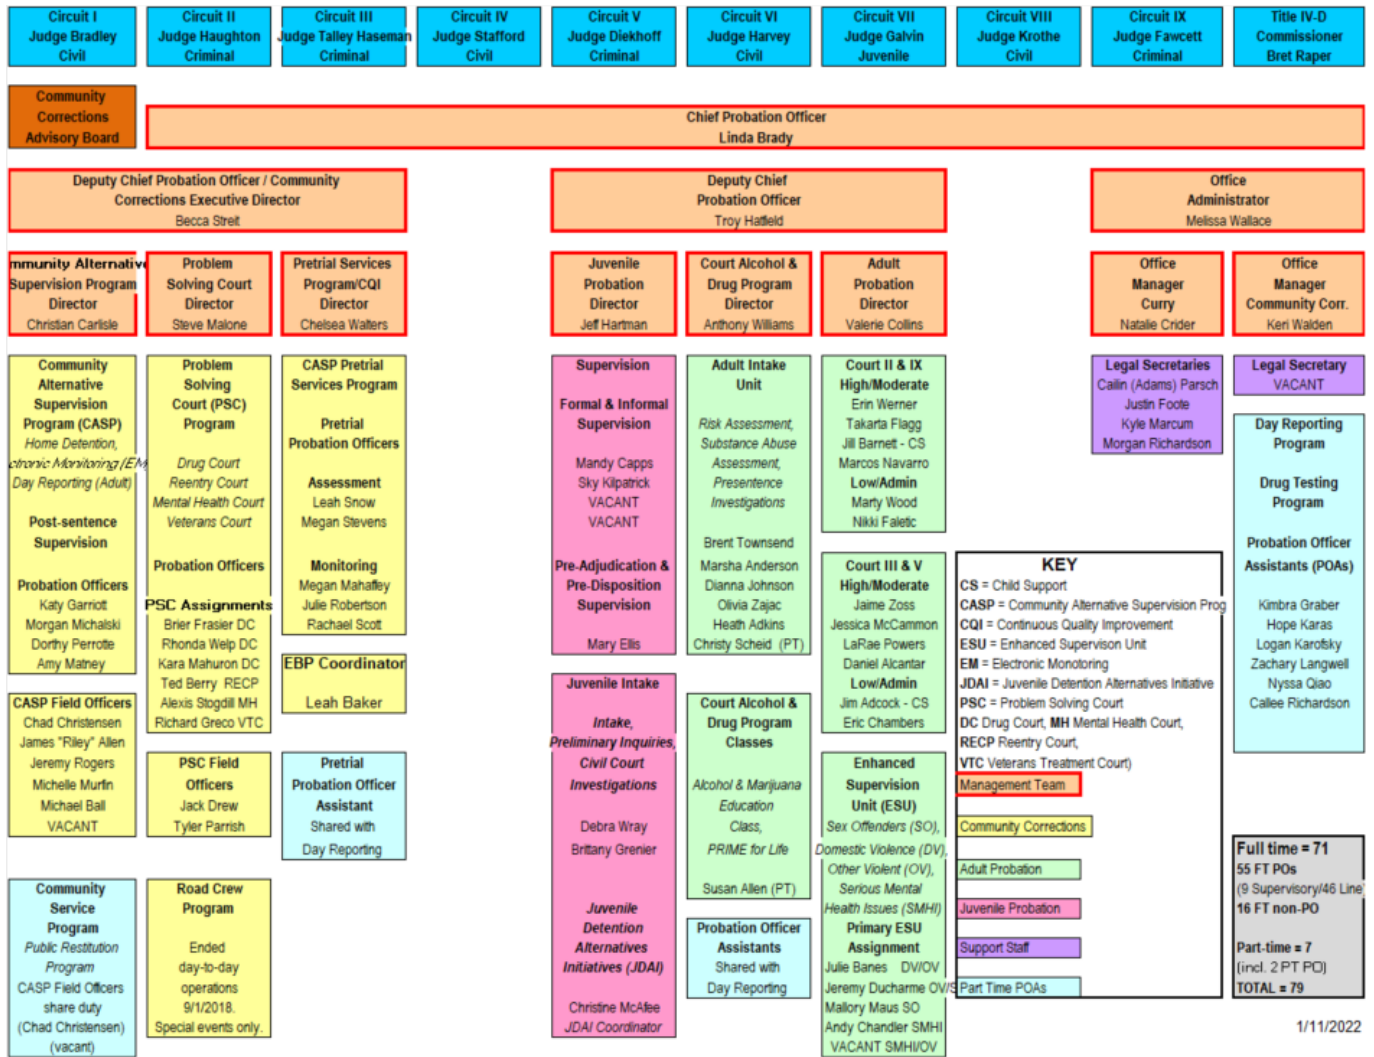 Circuit I
Judge Bradley
Civil
Circuit II
Judge Haughton
Criminal
Circuit III
Judge Talley Haseman
Criminal
Circuit IV
Judge Stafford
Civil
Circuit V
Judge Diekhoff
Criminal
Circuit VI
Judge Harvey
Civil
Circuit VII
Judge Galvin
Juvenile
Circuit VIII
Judge Krothe
Civil
Circuit IX
Judge Fawcett
Criminal
Title IV-D
Commissioner
Bret Raper
Community
Corrections
Advisory Board
Chief Probation Officer
Linda Brady
Deputy Chief Probation Officer / Community
Corrections Executive Director
Becca Streit
Deputy Chief
Probation Officer
Troy Hatfield
Office
Administrator
Melissa Wallace
mmunity Alternative
Supervision Program
Director
Christian Carlisle
Problem
Solving Court
Director
Steve Malone
Pretrial Services
Program/CQI
Director
Chelsea Walters
Juvenile
Probation
Director
Jeff Hartman
Court Alcohol &
Drug Program
Director
Anthony Williams
Adult
Probation
Director
Valerie Collins
Office
Manager
Curry
Natalie Crider
Office
Manager
Community Corr.
Keri Walden
Community
Alternative
Supervision
Program (CASP)
Home Detention,
ctronic Monitoring (EM
Day Reporting (Adult)
Post-sentence
Supervision
Probation Officers
Katy Garriott
Morgan Michalski
Dorthy Perrotte
Amy Matney
CASP Field Officers
Chad Christensen
James "Riley" Allen
Jeremy Rogers
Michelle Murfin
Michael Ball
VACANT
Community
Service
Program
Public Restitution
Program
CASP Field Officers
share duty
(Chad Christensen)
(vacant)
Problem
Solving
Court (PSC)
Program
Drug Court
Reentry Court
Mental Health Court
Veterans Court
Probation Officers
PSC Assignments
Brier Frasier DC
Rhonda Welp DC
Kara Mahuron DC
Ted Berry RECP
Alexis Stogdill MH
Richard Greco VTC
PSC Field
Officers
Jack Drew
Tyler Parrish
Road Crew
Program
Ended
day-to-day
operations
9/1/2018.
Special events only.
CASP Pretrial
Services Program
Pretrial
Probation Officers
Assessment
Leah Snow
Megan Stevens
Monitoring
Megan Mahaffey
Julie Robertson
Rachael Scott
EBP Coordinator
Leah Baker
Pretrial
Probation Officer
Assistant
Shared with
Day Reporting
Supervision
Formal & Informal
Supervision
Mandy Capps
Sky Kilpatrick
VACANT
VACANT
Pre-Adjudication &
Pre-Disposition
Supervision
Mary Ellis
Juvenile Intake
Intake,
Preliminary Inquiries,
Civil Court
Investigations
Debra Wray
Brittany Grenier
Juvenile
Detention
Alternatives
Initiatives (JDAI)
Christine McAfee
JDAI Coordinator
Adult Intake
Unit
Risk Assessment,
Substance Abuse
Assessment,
Presentence
Investigations
Brent Townsend
Marsha Anderson
Dianna Johnson
Olivia Zajac
Heath Adkins
Christy Scheid (PT)
Court Alcohol &
Drug Program
Classes
Alcohol & Marijuana
Education
Class,
PRIME for Life
Susan Allen (PT)
Probation Officer
Assistants
Shared with
Day Reporting
Court II & IX
High/Moderate
Erin Werner
Takarta Flagg
Jill Barnett - CS
Marcos Navarro
Low/Admin
Marty Wood
Nikki Faletic
Court III & V
High/Moderate
Jaime Zoss
Jessica McCammon
LaRae Powers
Daniel Alcantar
Low/Admin
Jim Adcock - CS
Eric Chambers
Enhanced
Supervision
Unit (ESU)
Sex Offenders (SO),
Domestic Violence (DV),
Other Violent (OV),
Serious Mental
Health Issues (SMHI)
Primary ESU
Assignment
Julie Banes DV/OV
Jeremy Ducharme OV/S
Mallory Maus SO
Andy Chandler SMHI
VACANT SMHI/OV
Legal Secretaries
Cailin (Adams) Parsch
Justin Foote
Kyle Marcum
Morgan Richardson
Legal Secretary
VACANT
Day Reporting
Program
Drug Testing
Program
Probation Officer
Assistants (POAs)
Kimbra Graber
Hope Karas
Logan Karofsky
Zachary Langwell
Nyssa Qiao
Callee Richardson
KEY
CS = Child Support
CASP = Community Alternative Supervision Prog
CQI = Continuous Quality Improvement
ESU = Enhanced Supervison Unit
EM = Electronic Monotoring
JDAI = Juvenile Detention Alternatives Initiative
PSC = Problem Solving Court
DC Drug Court, MH Mental Health Court,
RECP Reentry Court,
VTC Veterans Treatment Court)
Management Team
Community Corrections
Adult Probation
Juvenile Probation
Support Staff
Part Time POAs
Full time = 71
55 FT POs
(9 Supervisory/46 Line
16 FT non-PO
Part-time = 7
(incl. 2 PT PO)
TOTAL = 79
1/11/2022